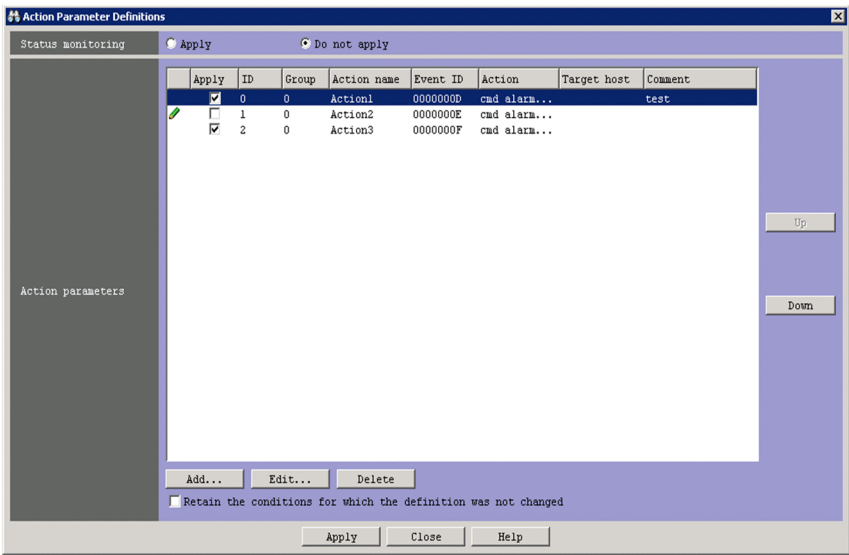 Action Parameter Definitions
Status monitoring Apply Do not apply
Apply ID Group Action name Event ID Action Target host Comment
0 0 Action1 0000000D cmd alarm... test
1 0 Action2 0000000E cmd alarm...
2 0 Action3 0000000F cmd alarm...
Up
Action parameters
Down
Add... Edit... Delete
Retain the conditions for which the definition was not changed
Apply Close Help